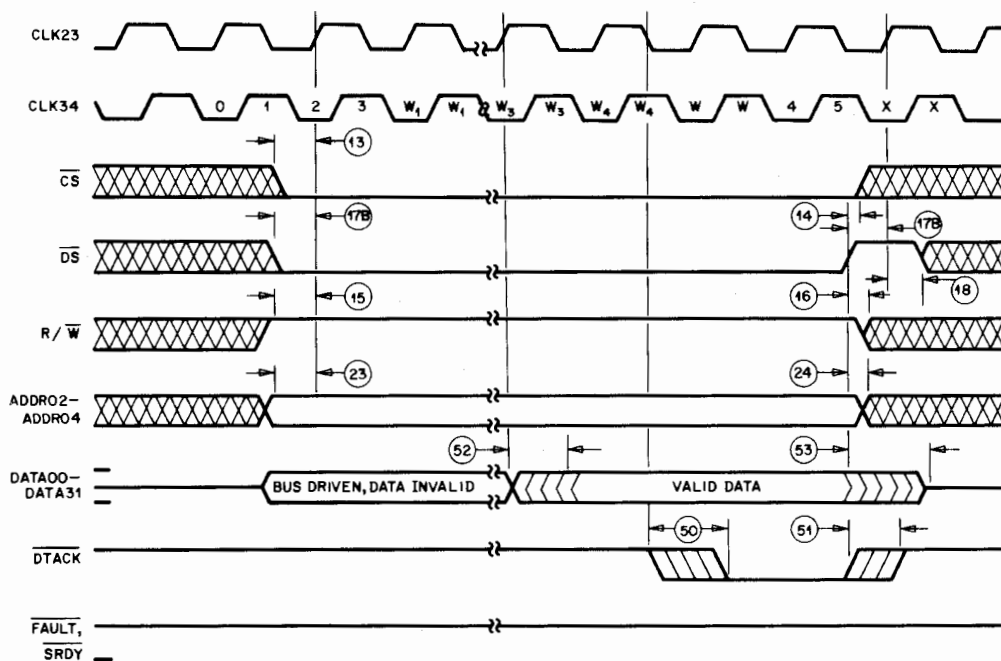 CLK23
CLK34 0 1 2 3 W1 W1 W3 W3 W4 W4 W W 4 5 X X
13
CS
17B 14 17B
DS
15 16 18
R/W
23 24
ADDR02-
ADDR04
52 53
DATA00-
DATA31
BUS DRIVEN, DATA INVALID VALID DATA
50 51
DTACK
FAULT,
SRDY